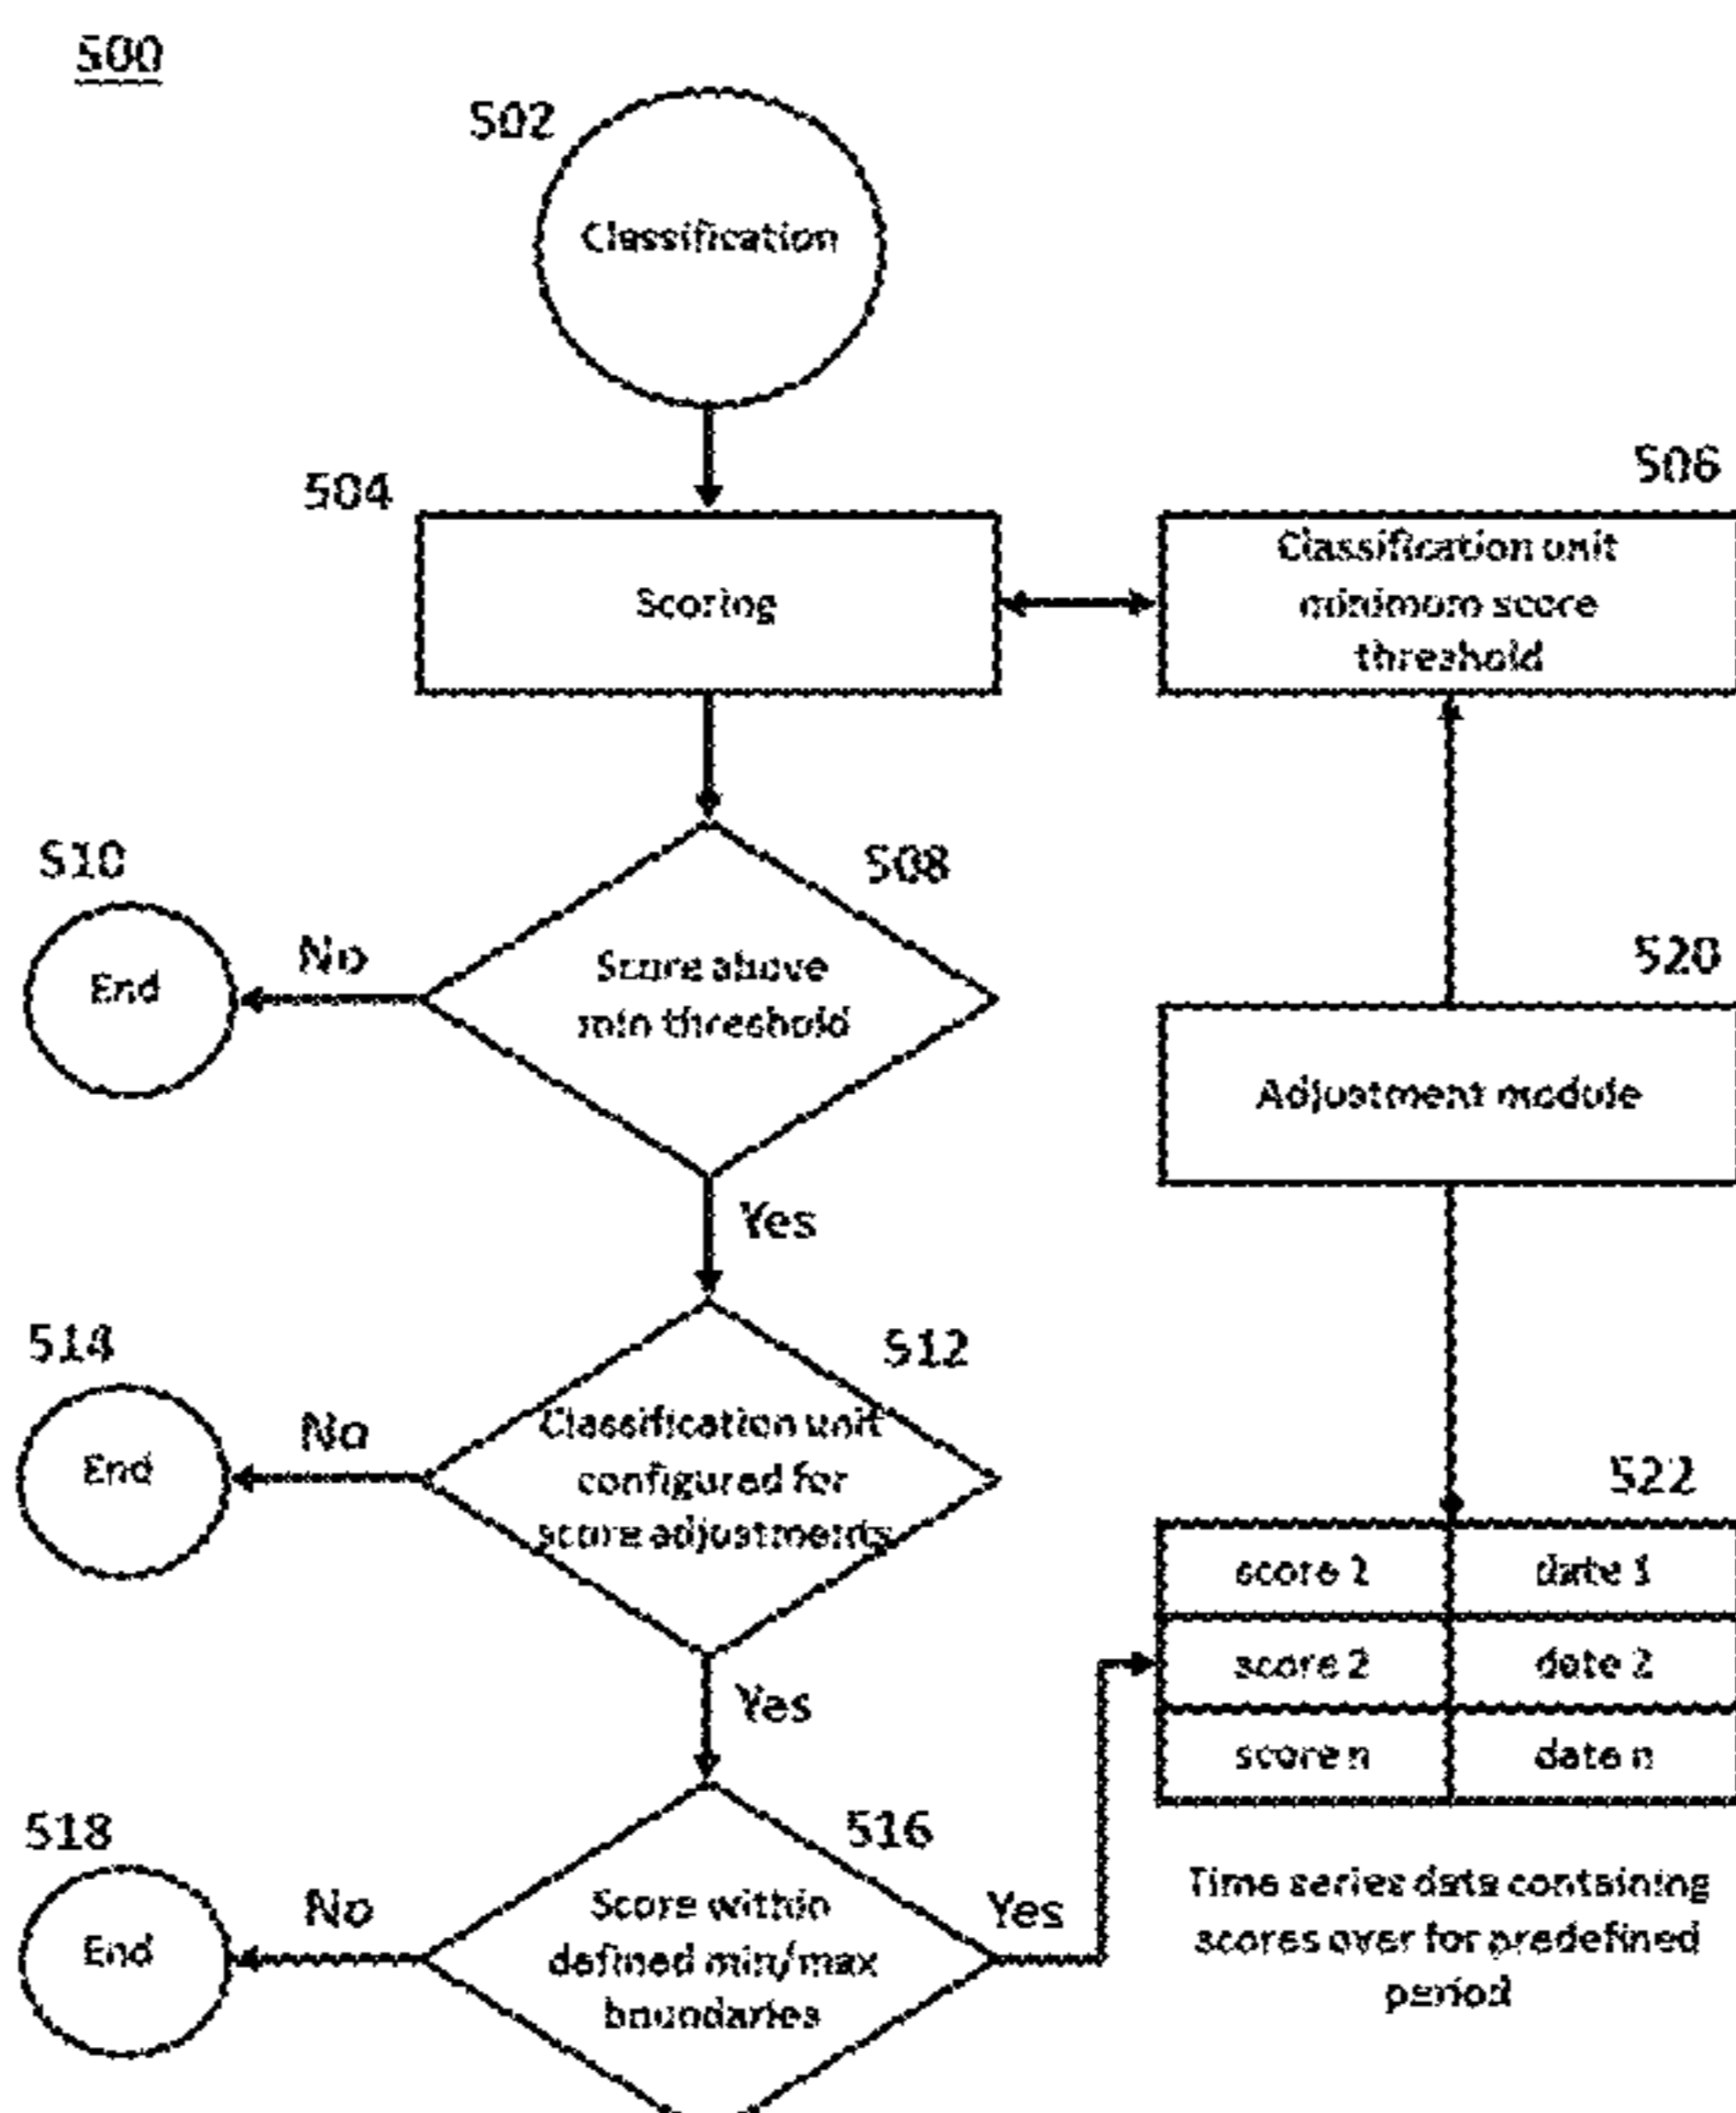 500
502
Classification
504
Scoring
506
Classification unit
minimum score
threshold
508
Score above
min threshold
No
510
End
Yes
512
Classification unit
configured for
score adjustments
No
514
End
Yes
516
Score within
defined min/max
boundaries
No
518
End
Yes
520
Adjustment module
522
score 2 date 1
score 2 date 2
score n date n
Time series data containing
scores over for predefined
period